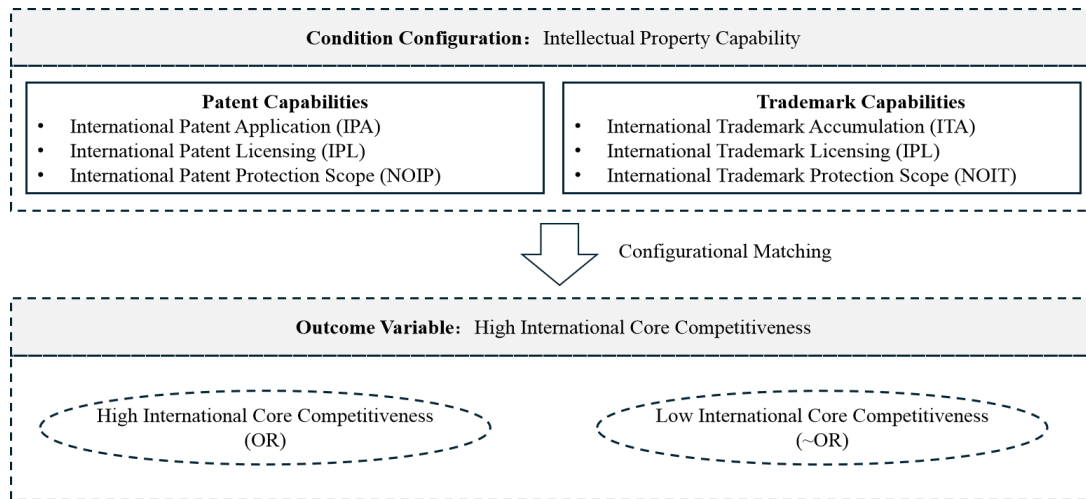 Condition Configuration: Intellectual Property Capability
Patent Capabilities
• International Patent Application (IPA)
• International Patent Licensing (IPL)
• International Patent Protection Scope (NOIP)
Trademark Capabilities
• International Trademark Accumulation (ITA)
• International Trademark Licensing (IPL)
• International Trademark Protection Scope (NOIT)
Configurational Matching
Outcome Variable: High International Core Competitiveness
High International Core Competitiveness
(OR)
Low International Core Competitiveness
(~OR)